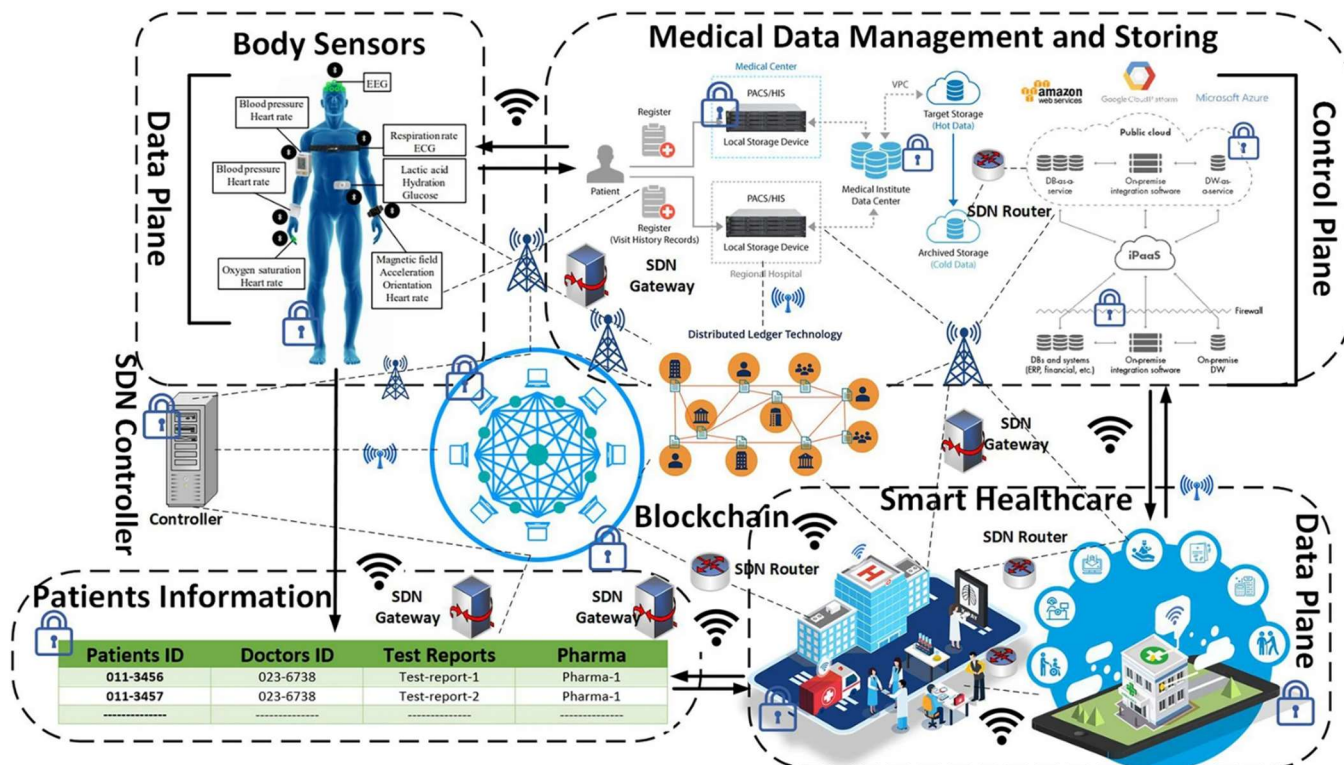 Body Sensors
Data Plane
EEG
Blood pressure
Heart rate
Respiration rate
ECG
Blood pressure
Heart rate
Lactic acid
Hydration
Glucose
Oxygen saturation
Heart rate
Magnetic field
Acceleration
Orientation
Heart rate
Medical Data Management and Storing
Control Plane
Medical Center
PACS/HIS
Local Storage Device
Register
Patient
Register
(Visit History Records)
PACS/HIS
Local Storage Device
Regional Hospital
VPC
Target Storage
(Hot Data)
Medical Institute
Data Center
Archived Storage
(Cold Data)
SDN Router
amazon
web services
Google Cloud Platform
Microsoft Azure
Public cloud
DB-as-a-
service
On-premise
integration software
DW-as-
a-service
iPaaS
Firewall
DBs and systems
(ERP, financial, etc.)
On-premise
integration software
On-premise
DW
SDN
Gateway
Distributed Ledger Technology
SDN Controller
Controller
SDN
Gateway
Blockchain
Smart Healthcare
Data Plane
SDN Router
SDN Router
H
Patients Information
SDN
Gateway
SDN
Gateway
Patients ID Doctors ID Test Reports Pharma
011-3456 023-6738 Test-report-1 Pharma-1
011-3457 023-6738 Test-report-2 Pharma-1
------------- -------------- -------------- -------------